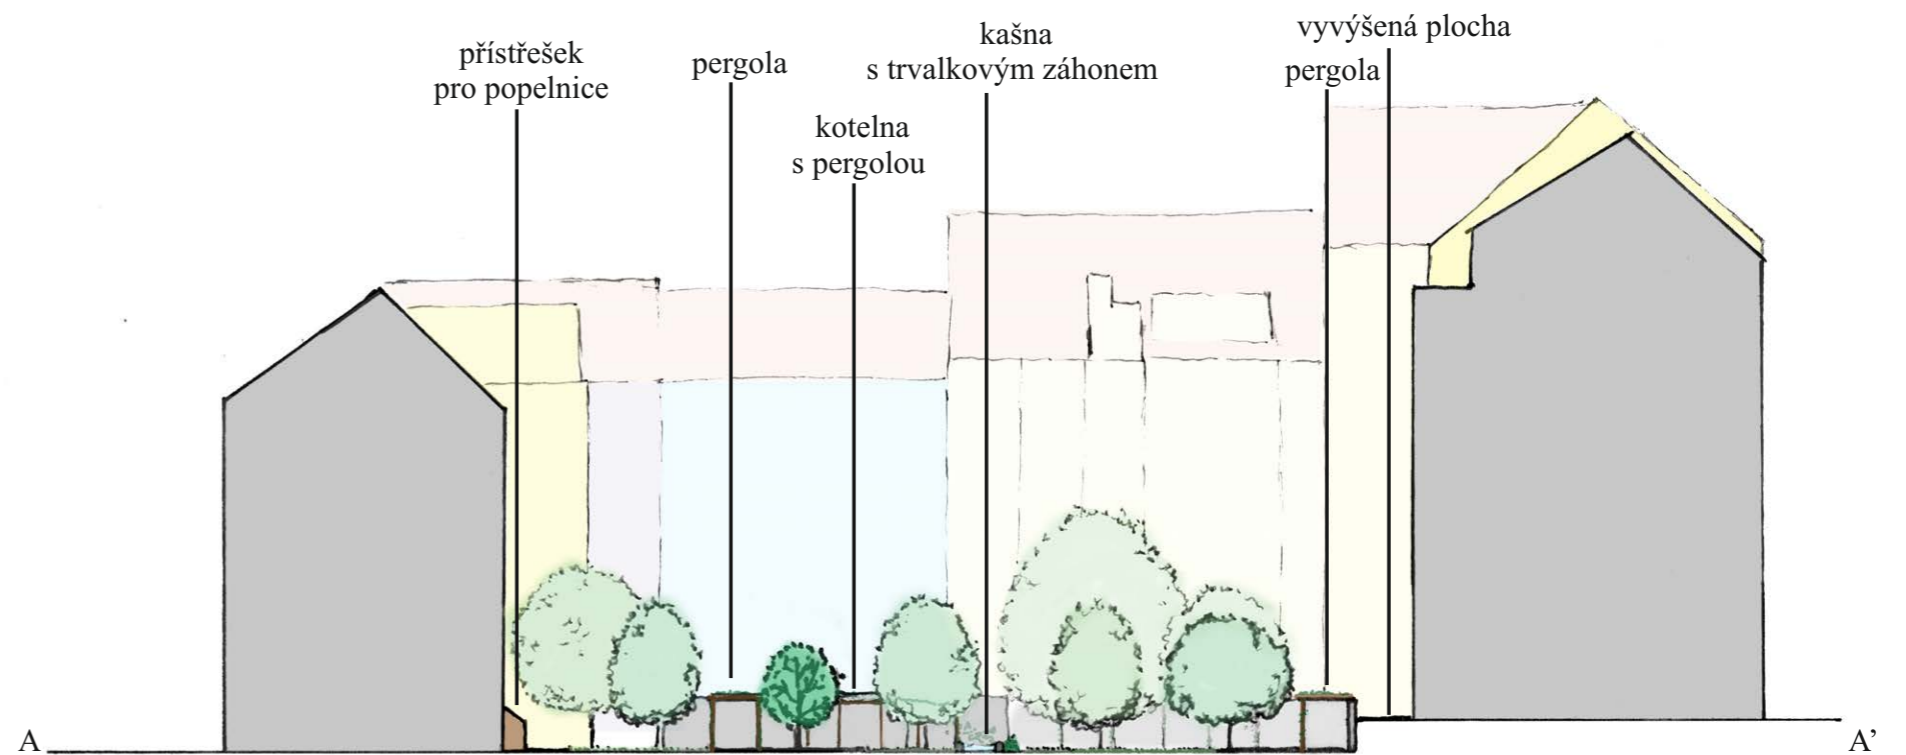 přístřešek
pro popelnice
pergola
kotelna
s pergolou
kašna
s trvalkovým záhonem
vyvýšená plocha
pergola
A
A’